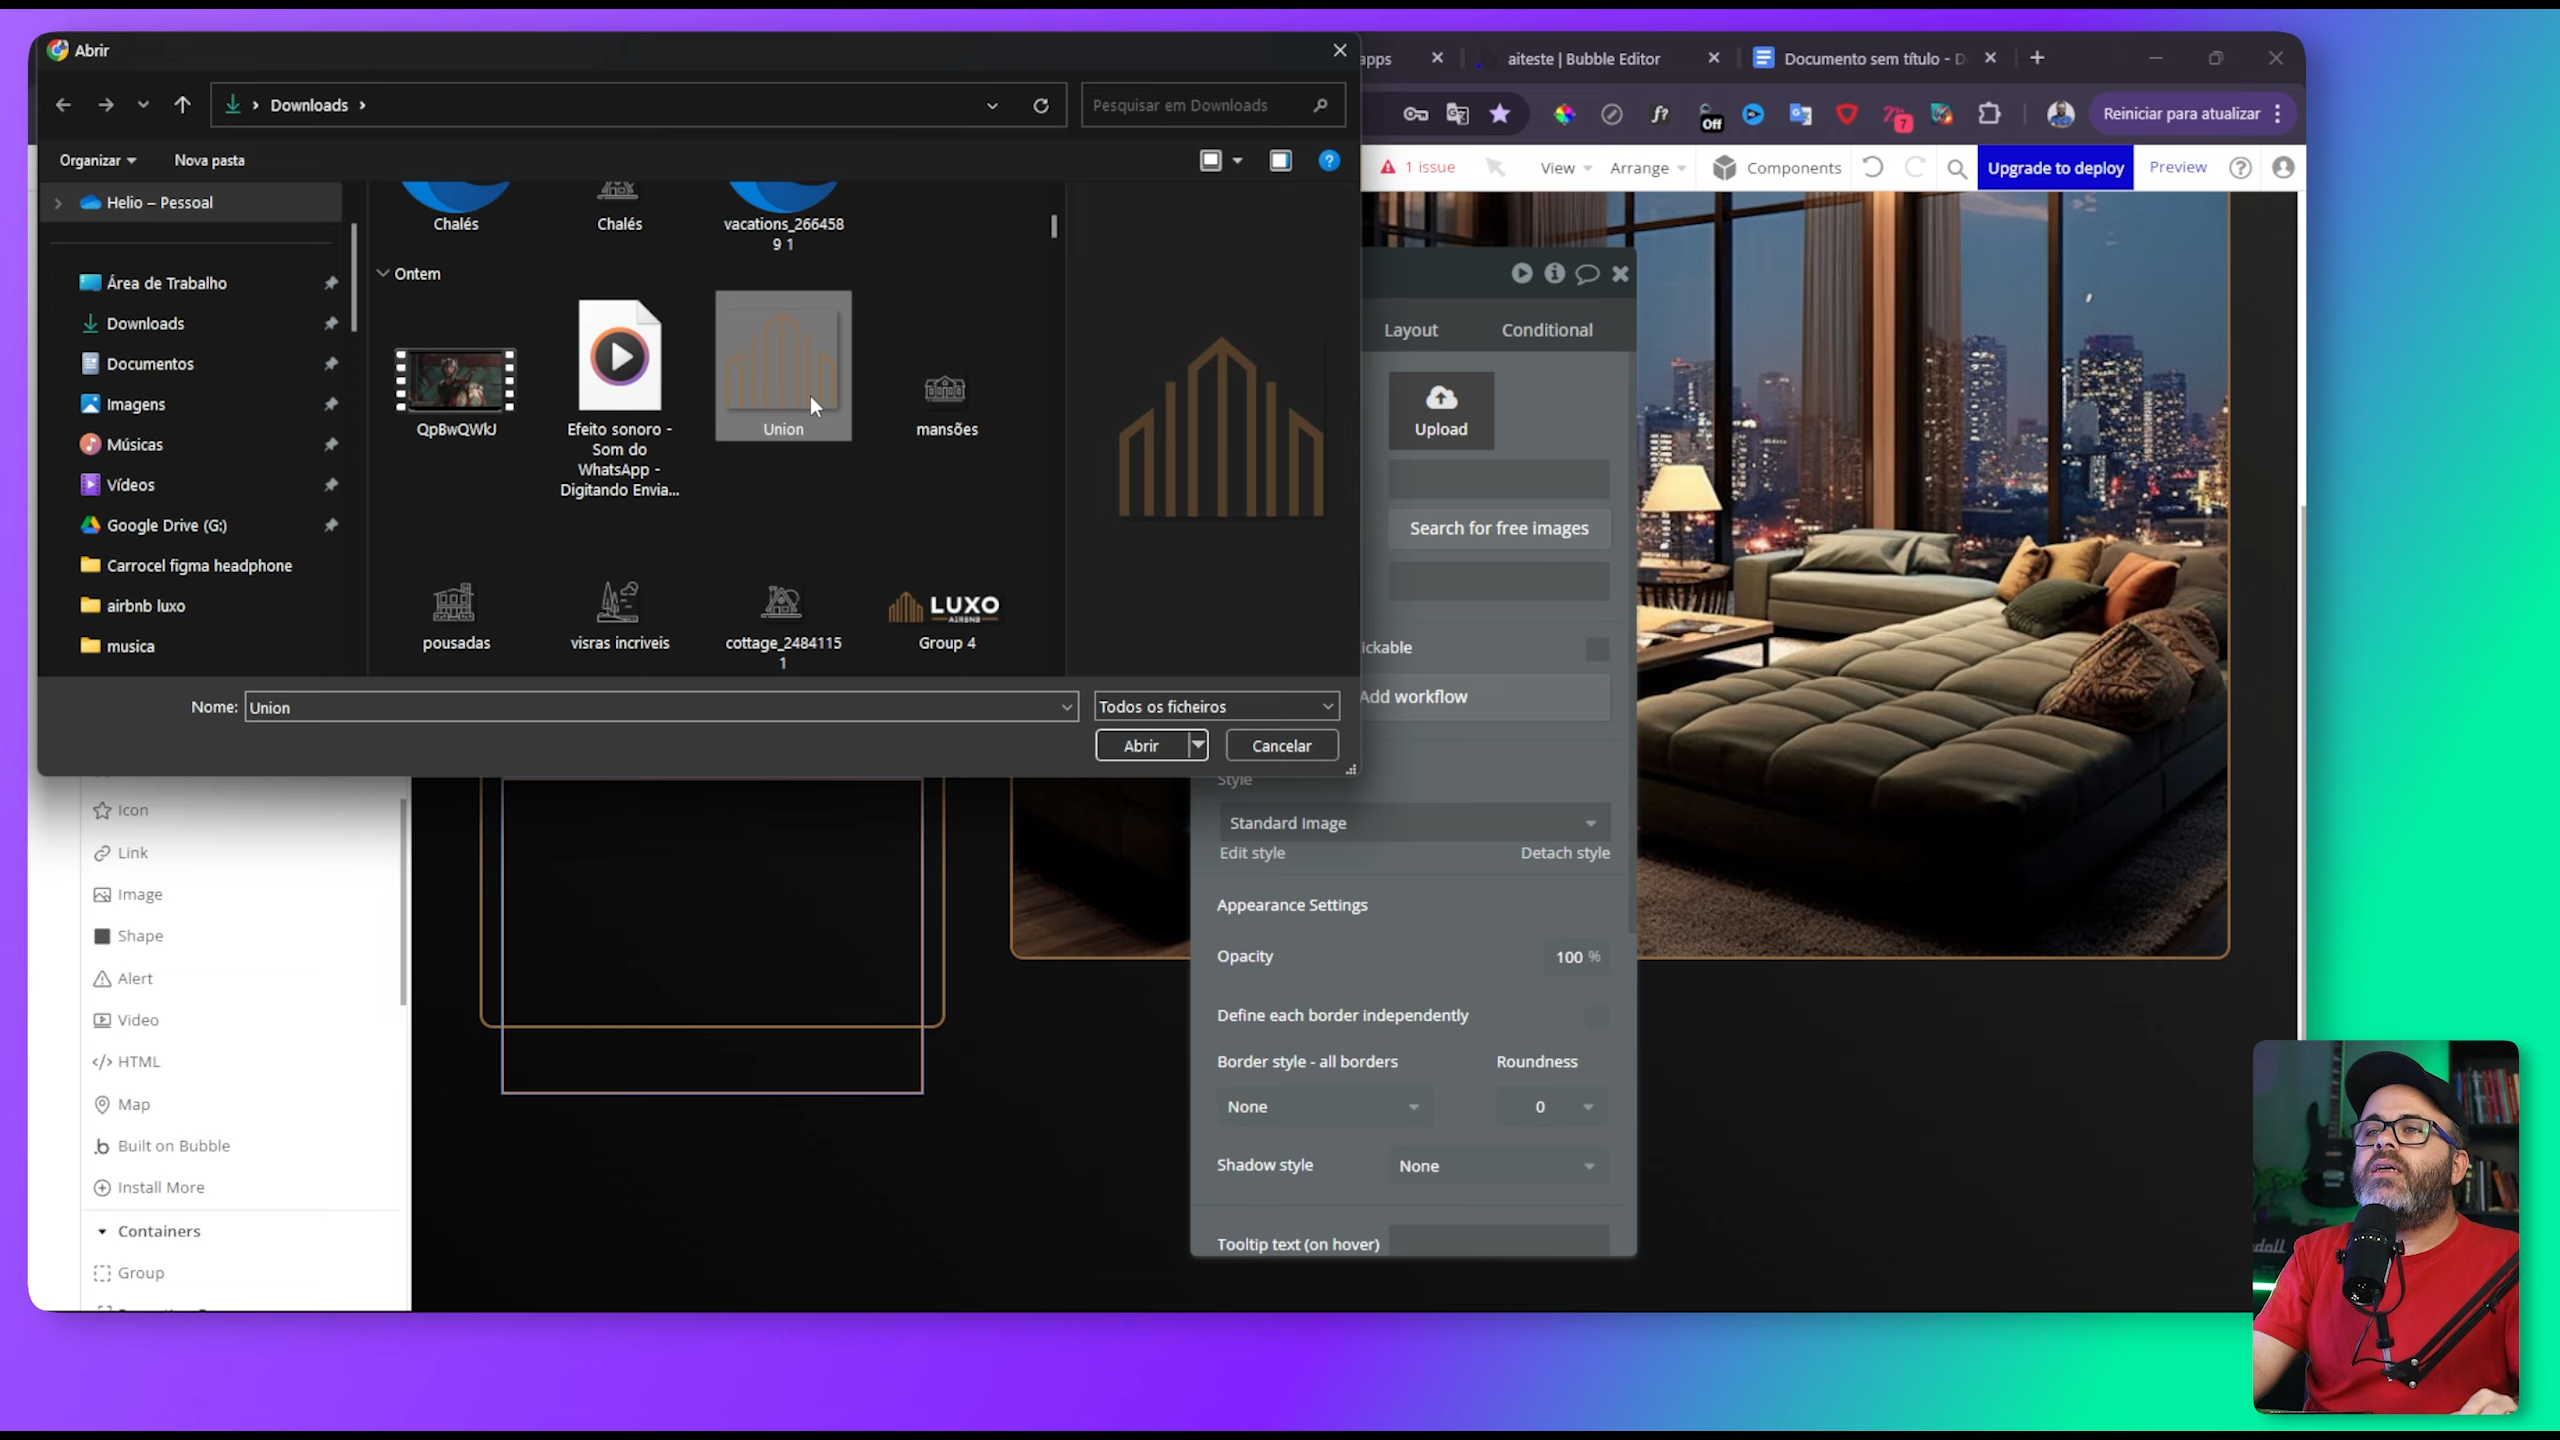 Abrir
apps
aiteste | Bubble Editor
Documento sem título - D
Downloads
Pesquisar em Downloads
Off
7
Reiniciar para atualizar
Organizar
Nova pasta
1 issue
View
Arrange
Components
Upgrade to deploy
Preview
Helio – Pessoal
Área de Trabalho
Downloads
Documentos
Imagens
Músicas
Vídeos
Google Drive (G:)
Carrocel figma headphone
airbnb luxo
musica
Chalés
Chalés
vacations_266458
9 1
Ontem
QpBwQWkJ
Efeito sonoro -
Som do
WhatsApp -
Digitando Envia...
Union
mansões
pousadas
visras incriveis
cottage_2484115
1
LUXO
AIRBNB
Group 4
Nome:
Union
Todos os ficheiros
Abrir
Cancelar
Layout
Conditional
Upload
Search for free images
ickable
Add workflow
Style
Standard Image
Edit style
Detach style
Appearance Settings
Opacity
100 %
Define each border independently
Border style - all borders
Roundness
None
0
Shadow style
None
Tooltip text (on hover)
Icon
Link
Image
Shape
Alert
Video
</> HTML
Map
Built on Bubble
Install More
Containers
Group